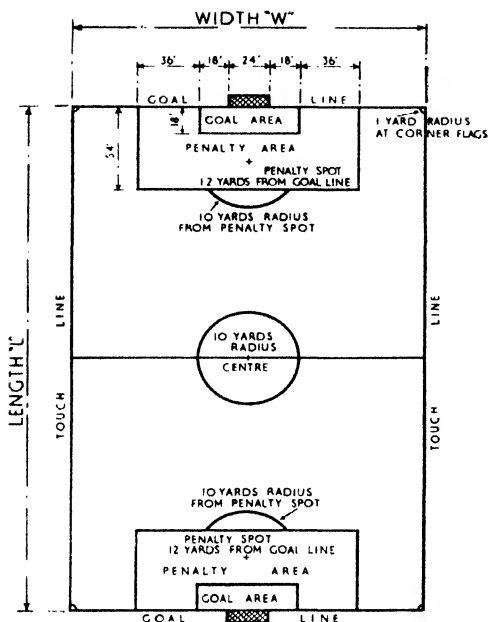 WIDTH "W"
36' 18' 24' 18' 36'
GOAL LINE
18'
GOAL AREA
1 YARD RADIUS
AT CORNER FLAGS
54'
PENALTY AREA
PENALTY SPOT
12 YARDS FROM GOAL LINE
10 YARDS RADIUS
FROM PENALTY SPOT
LENGTH "L"
TOUCH LINE
TOUCH LINE
10 YARDS
RADIUS
CENTRE
10 YARDS RADIUS
FROM PENALTY SPOT
PENALTY SPOT
12 YARDS FROM GOAL LINE
PENALTY AREA
GOAL AREA
GOAL LINE